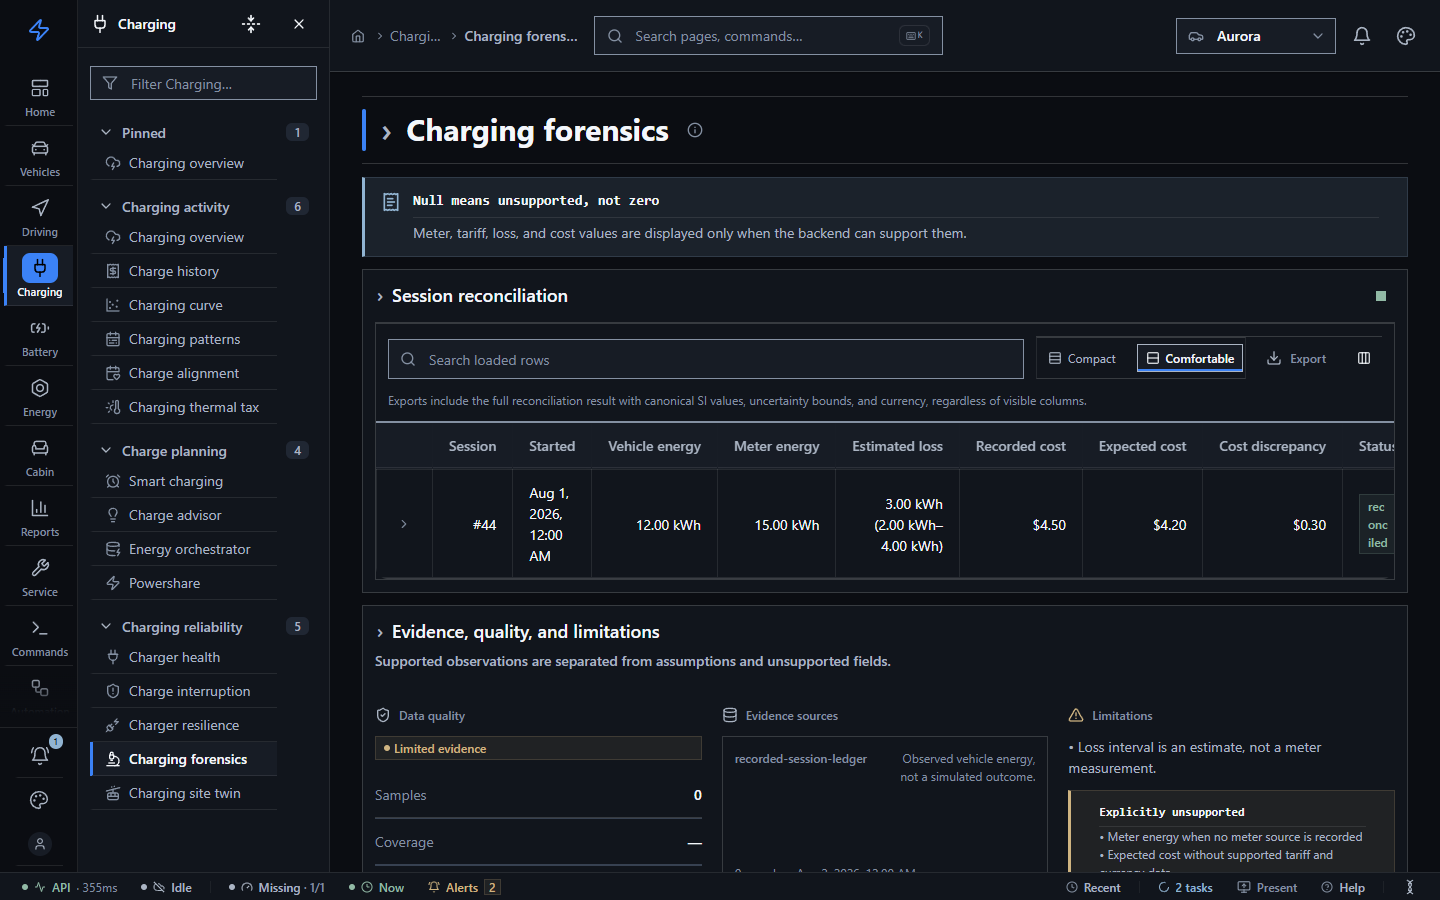 Charging
Chargi...
Charging forens...
Search pages, commands...
K
Aurora
Home
Vehicles
Driving
Charging
Battery
Energy
Cabin
Reports
Service
Commands
1
Filter Charging...
Pinned
1
Charging overview
Charging activity
6
Charging overview
Charge history
Charging curve
Charging patterns
Charge alignment
Charging thermal tax
Charge planning
4
Smart charging
Charge advisor
Energy orchestrator
Powershare
Charging reliability
5
Charger health
Charge interruption
Charger resilience
Charging forensics
Charging site twin
Charging forensics
Null means unsupported, not zero
Meter, tariff, loss, and cost values are displayed only when the backend can support them.
Session reconciliation
Search loaded rows
Compact
Comfortable
Export
Exports include the full reconciliation result with canonical SI values, uncertainty bounds, and currency, regardless of visible columns.
Session Started Vehicle energy Meter energy Estimated loss Recorded cost Expected cost Cost discrepancy Status
#44
Aug 1,
2026,
12:00
AM
12.00 kWh
15.00 kWh
3.00 kWh
(2.00 kWh–
4.00 kWh)
$4.50
$4.20
$0.30
rec
onc
iled
Evidence, quality, and limitations
Supported observations are separated from assumptions and unsupported fields.
Data quality
Limited evidence
Samples 0
Coverage —
Evidence sources
recorded-session-ledger
Observed vehicle energy,
not a simulated outcome.
Limitations
• Loss interval is an estimate, not a meter
measurement.
Explicitly unsupported
• Meter energy when no meter source is recorded
• Expected cost without supported tariff and
API · 355ms
Idle
Missing · 1/1
Now
Alerts 2
Recent
2 tasks
Present
Help